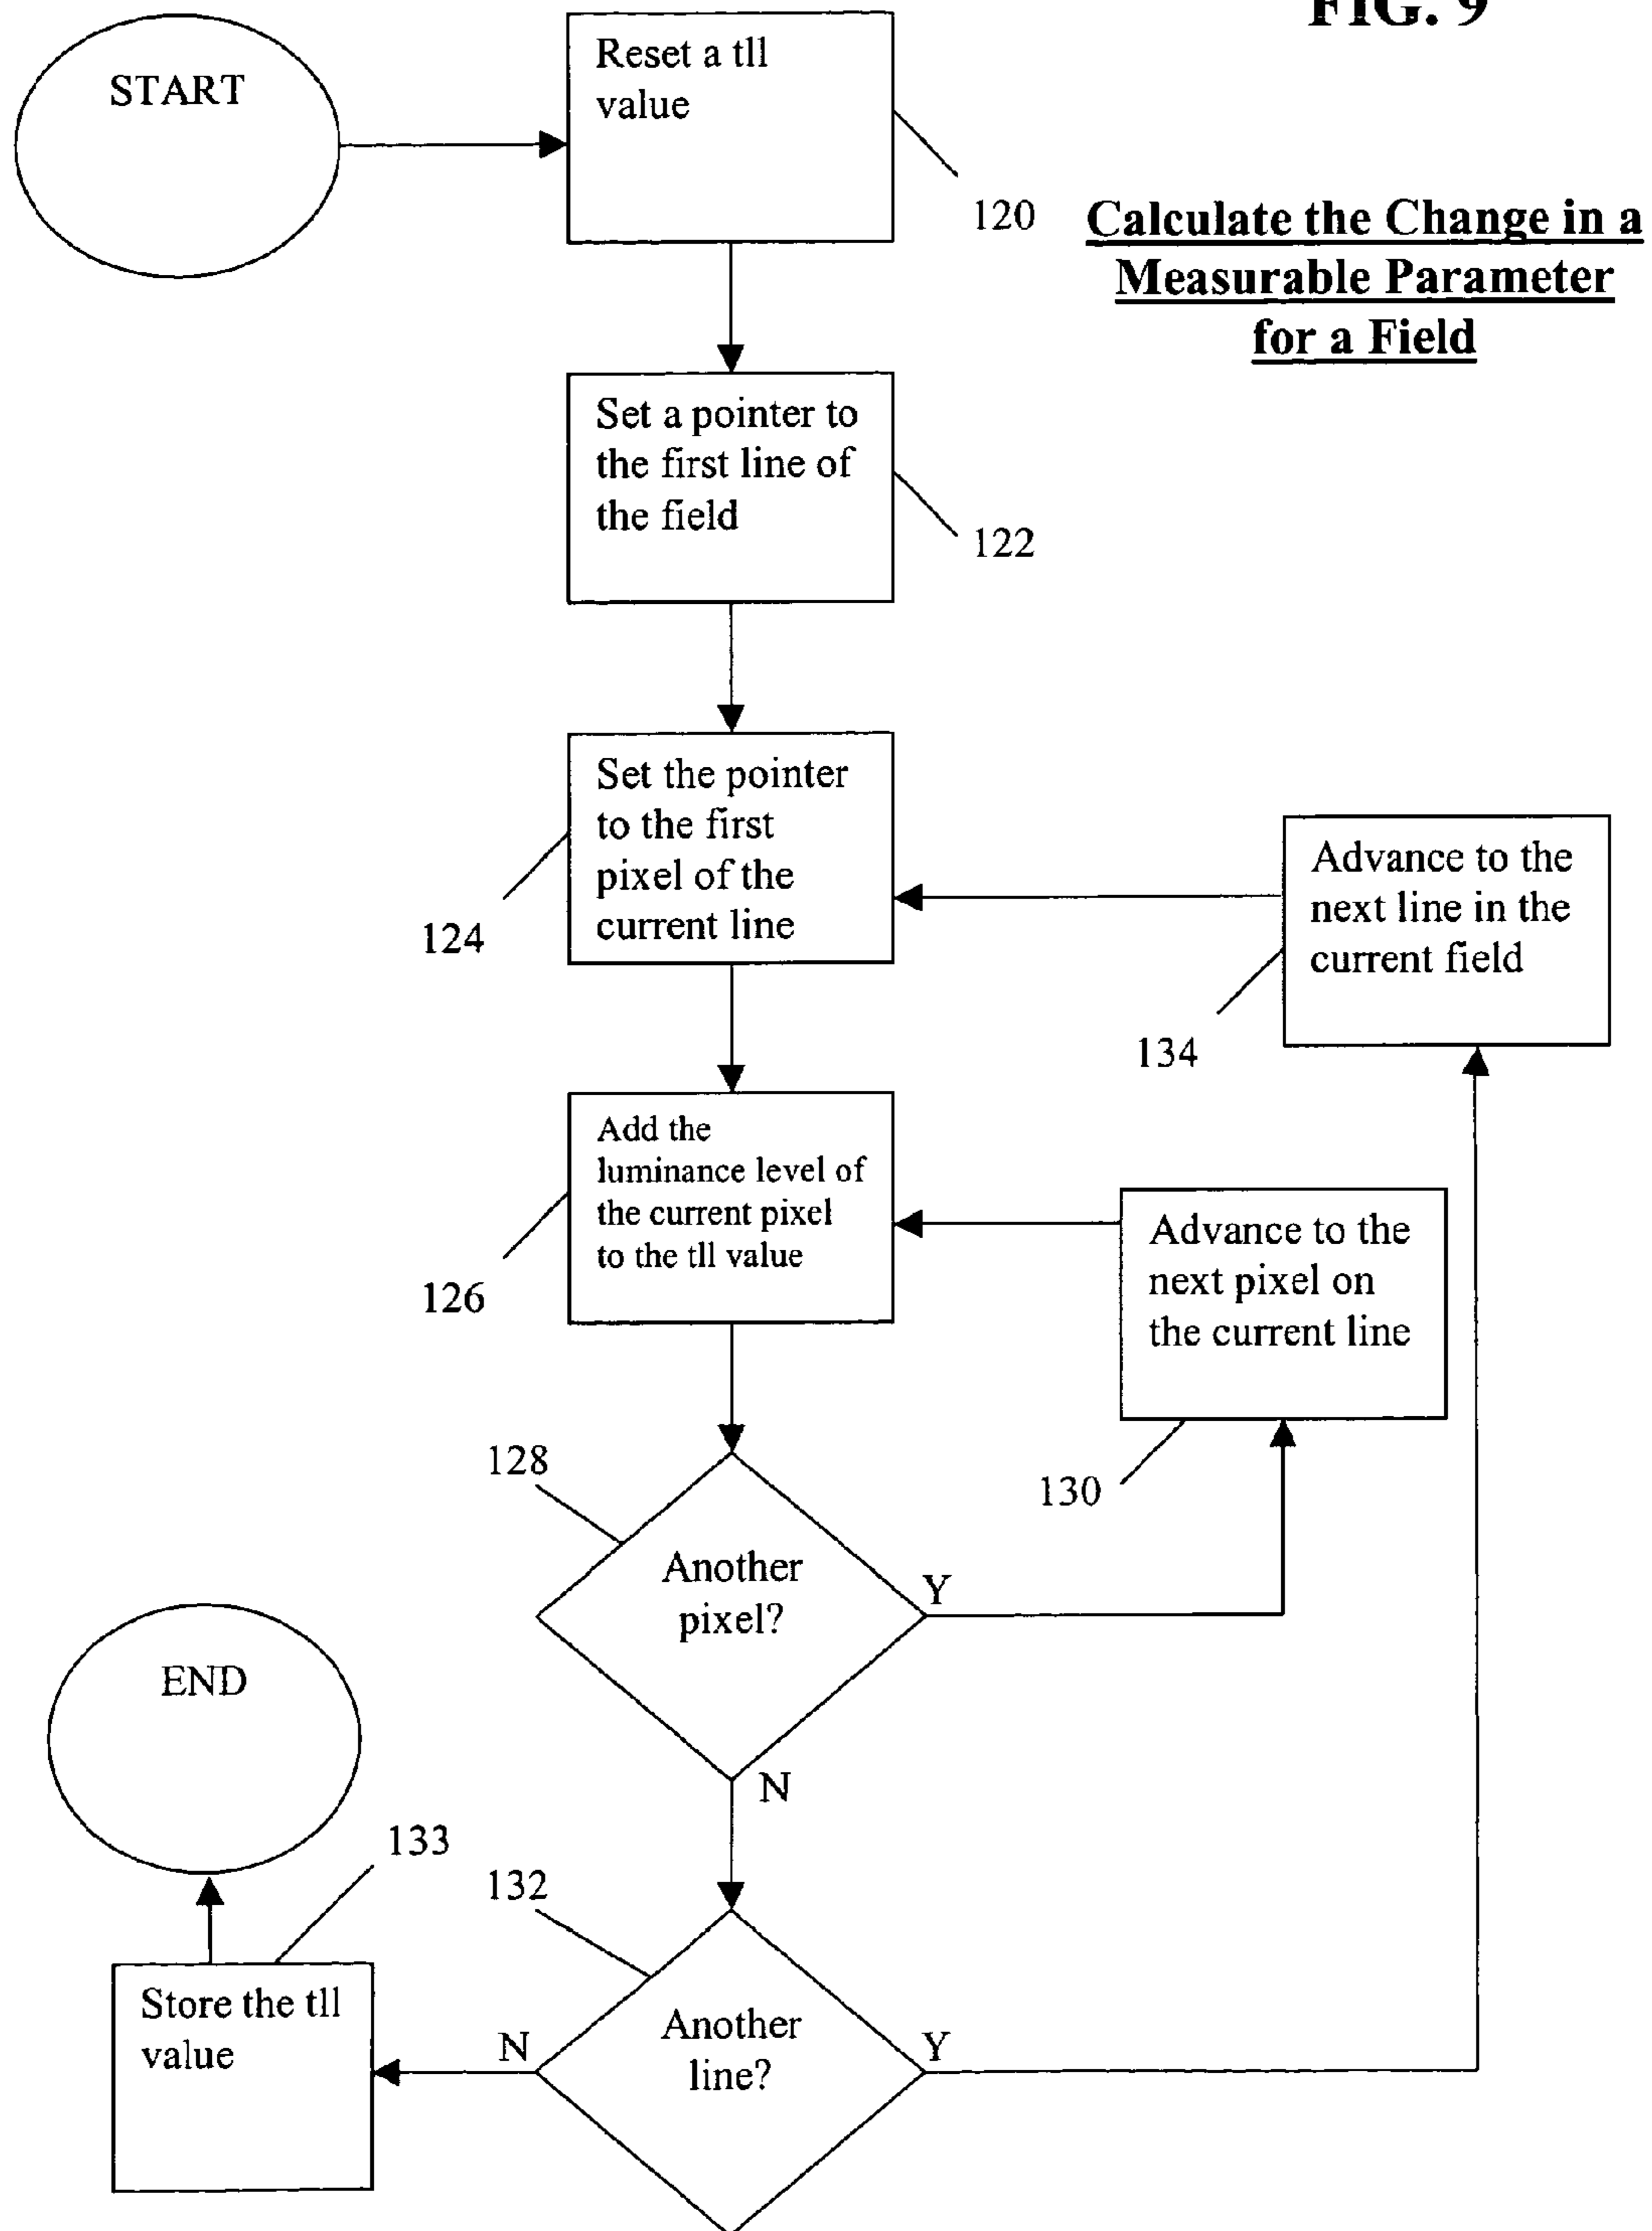 FIG. 9
START
Reset a tll
value
120
Calculate the Change in a
Measurable Parameter
for a Field
Set a pointer to
the first line of
the field
122
Set the pointer
to the first
pixel of the
current line
124
Advance to the
next line in the
current field
134
Add the
luminance level of
the current pixel
to the tll value
126
Advance to the
next pixel on
the current line
130
128
Another
pixel?
Y
N
END
133
132
Store the tll
value
N
Another
line?
Y